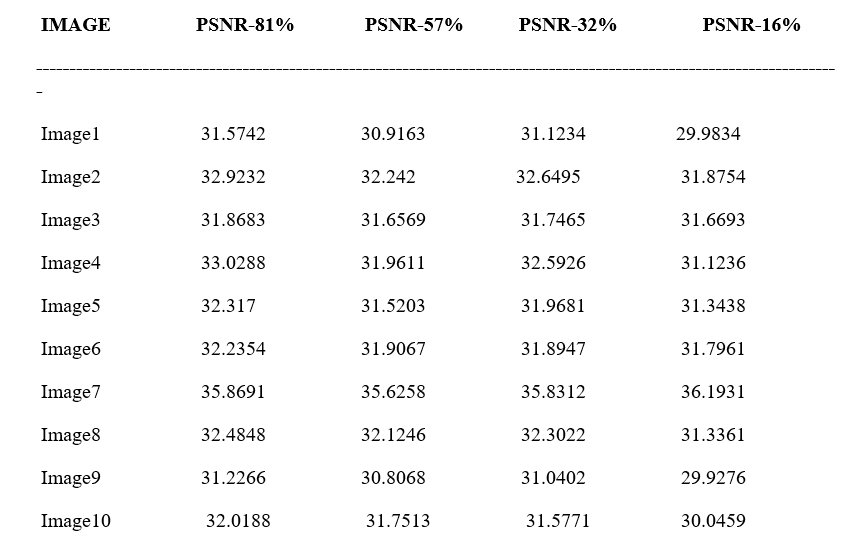 IMAGE PSNR-81% PSNR-57% PSNR-32% PSNR-16%
------------------------------------------------------------------------------------------------------------------------
-
Image1 31.5742 30.9163 31.1234 29.9834
Image2 32.9232 32.242 32.6495 31.8754
Image3 31.8683 31.6569 31.7465 31.6693
Image4 33.0288 31.9611 32.5926 31.1236
Image5 32.317 31.5203 31.9681 31.3438
Image6 32.2354 31.9067 31.8947 31.7961
Image7 35.8691 35.6258 35.8312 36.1931
Image8 32.4848 32.1246 32.3022 31.3361
Image9 31.2266 30.8068 31.0402 29.9276
Image10 32.0188 31.7513 31.5771 30.0459